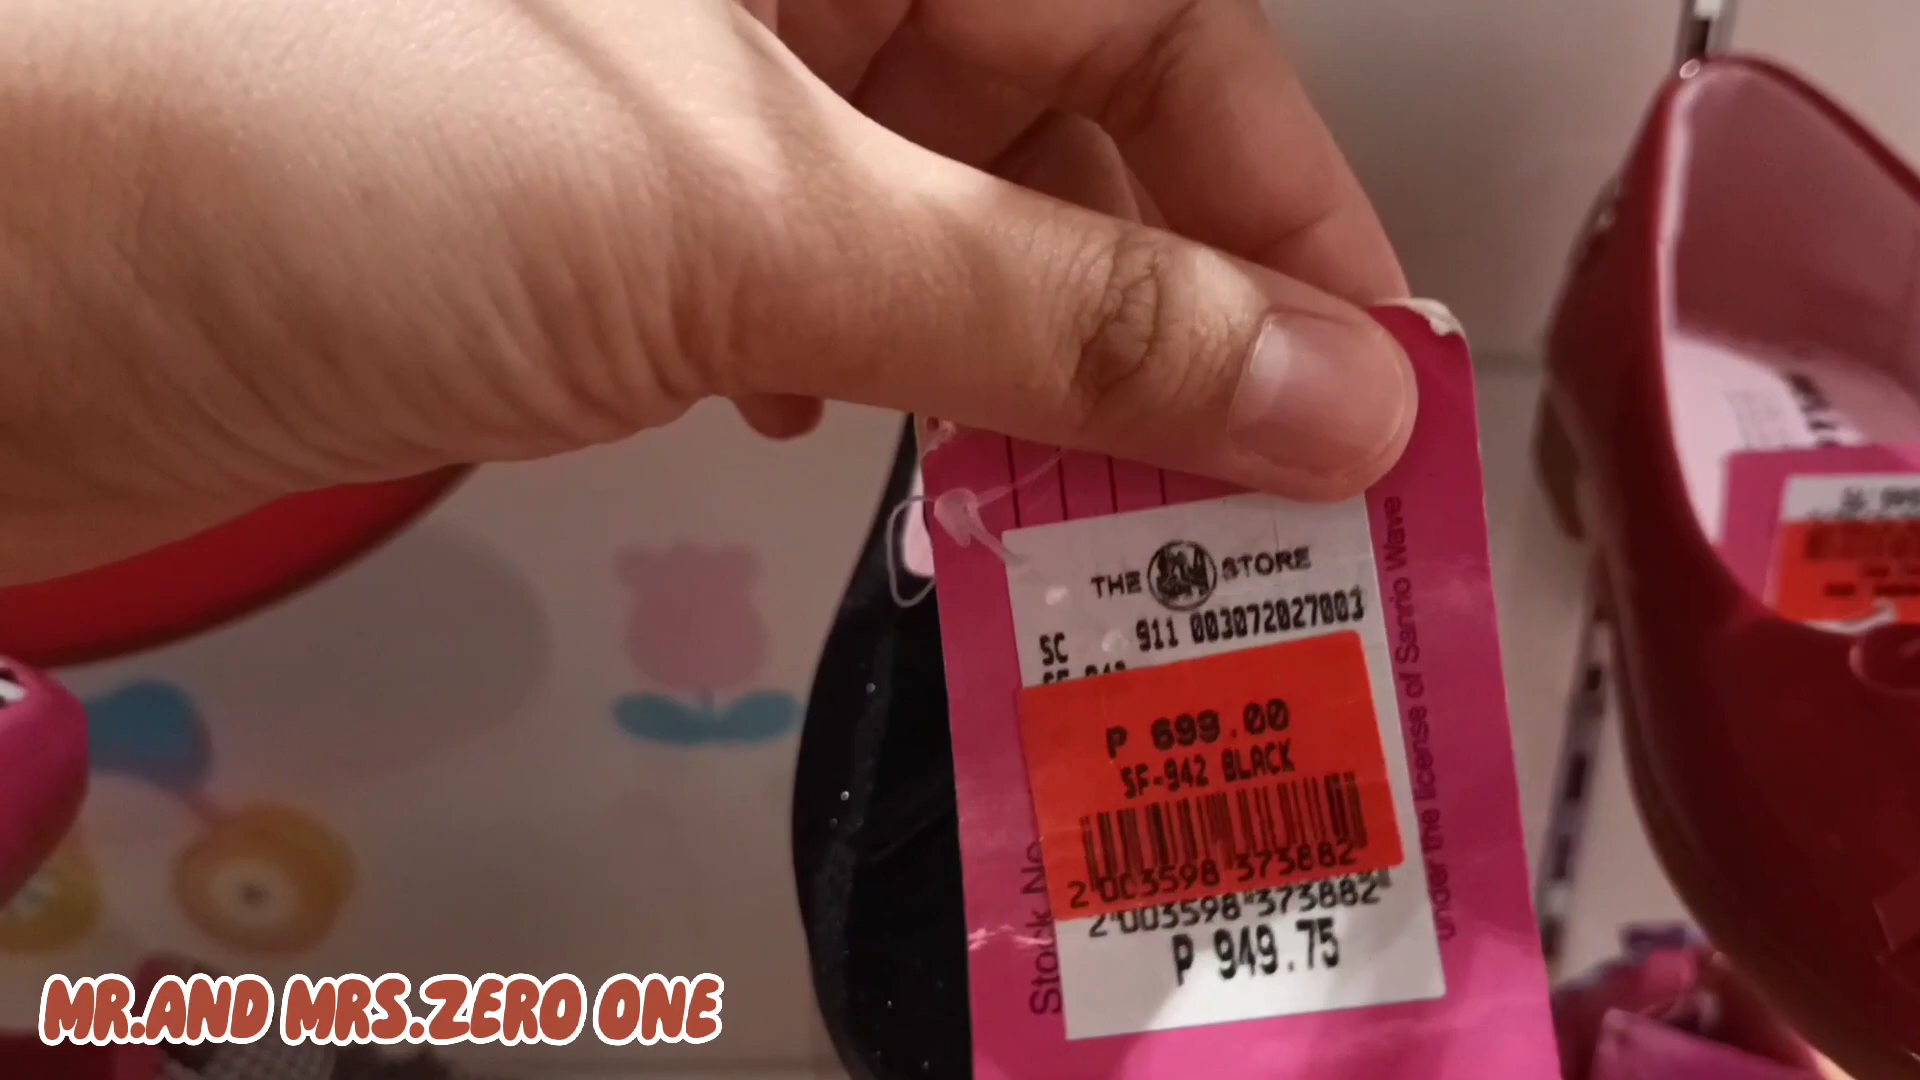 THE SM STORE
SC 911 003072027003
P 699.00
SF-942 BLACK
2 003598 373882
2 003598 373882
P 949.75
Stock No
under the license of Sanrio Wave
MR.AND MRS.ZERO ONE